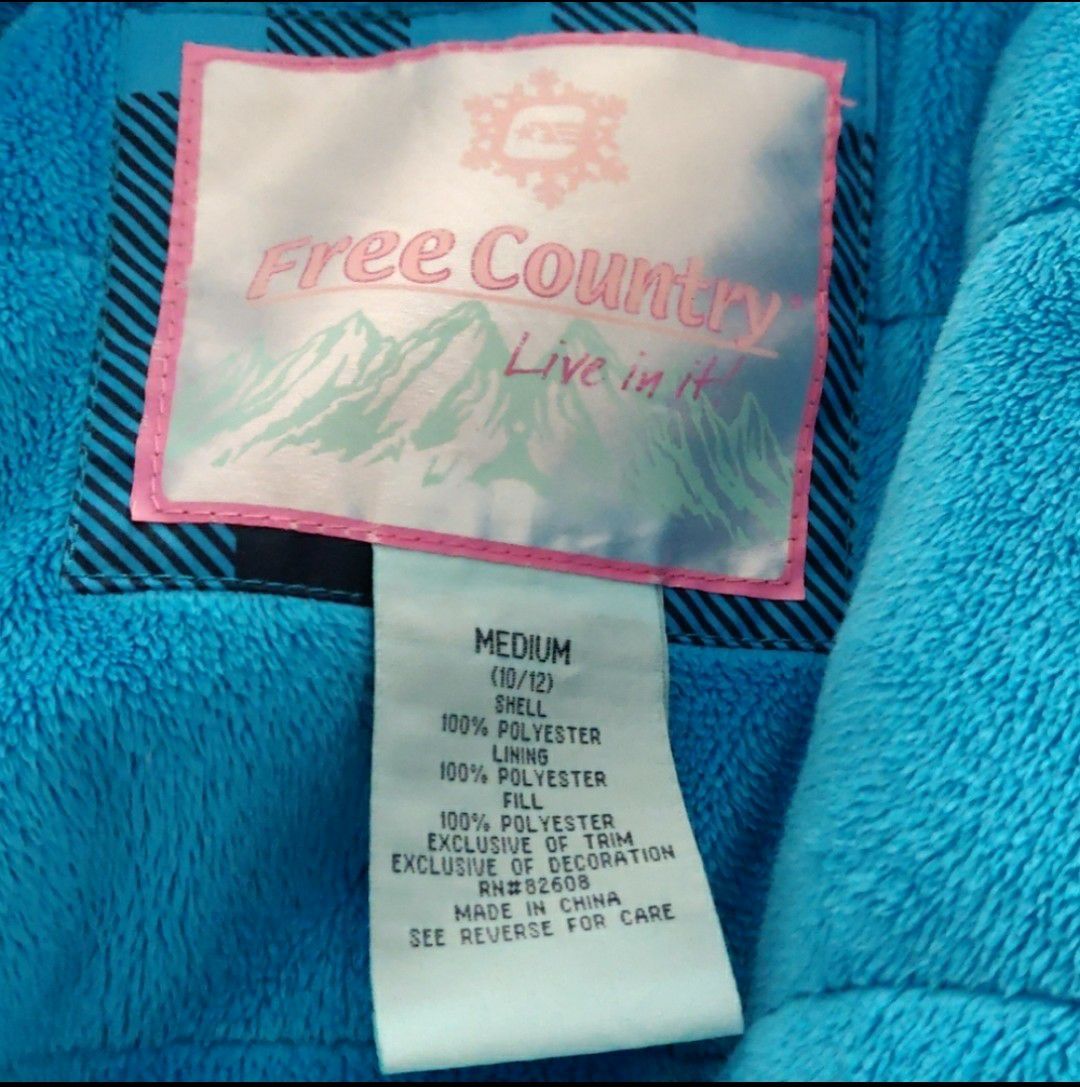 Free Country®
Live in it!
MEDIUM
(10/12)
SHELL
100% POLYESTER
LINING
100% POLYESTER
FILL
100% POLYESTER
EXCLUSIVE OF TRIM
EXCLUSIVE OF DECORATION
RN#82608
MADE IN CHINA
SEE REVERSE FOR CARE